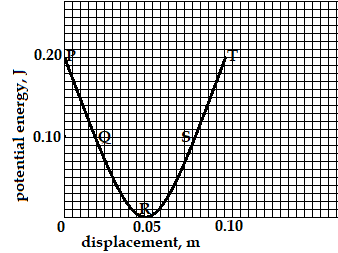 potential energy, J
0.20
P
T
0.10
Q
S
R
0
0.05
0.10
displacement, m